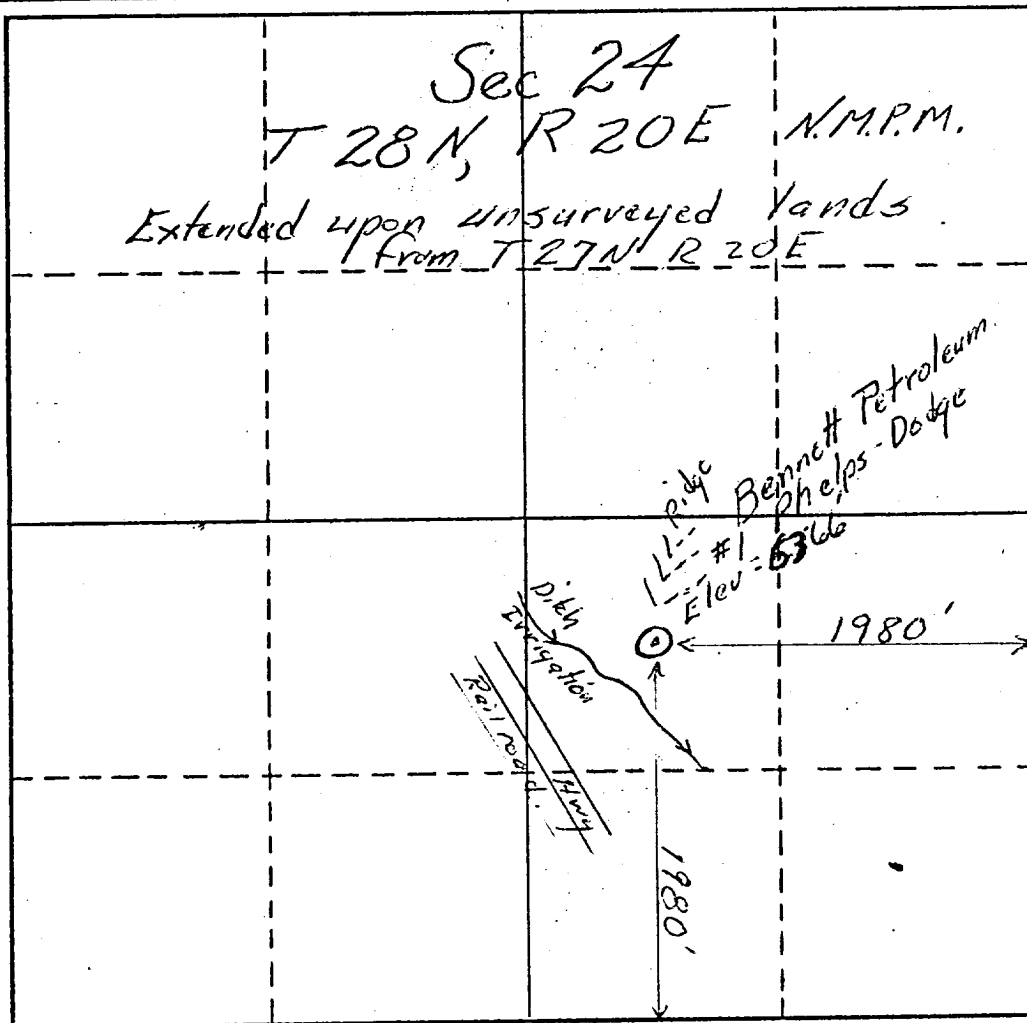 Sec 24
T 28 N, R 20 E N.M.P.M.
Extended upon unsurveyed lands
from T 27 N R 20 E
Ridge
Bennett Petroleum
#1 Phelps-Dodge
Elev =
1980'
Ditch
Irrigation
Railroad
Hwy
1980'